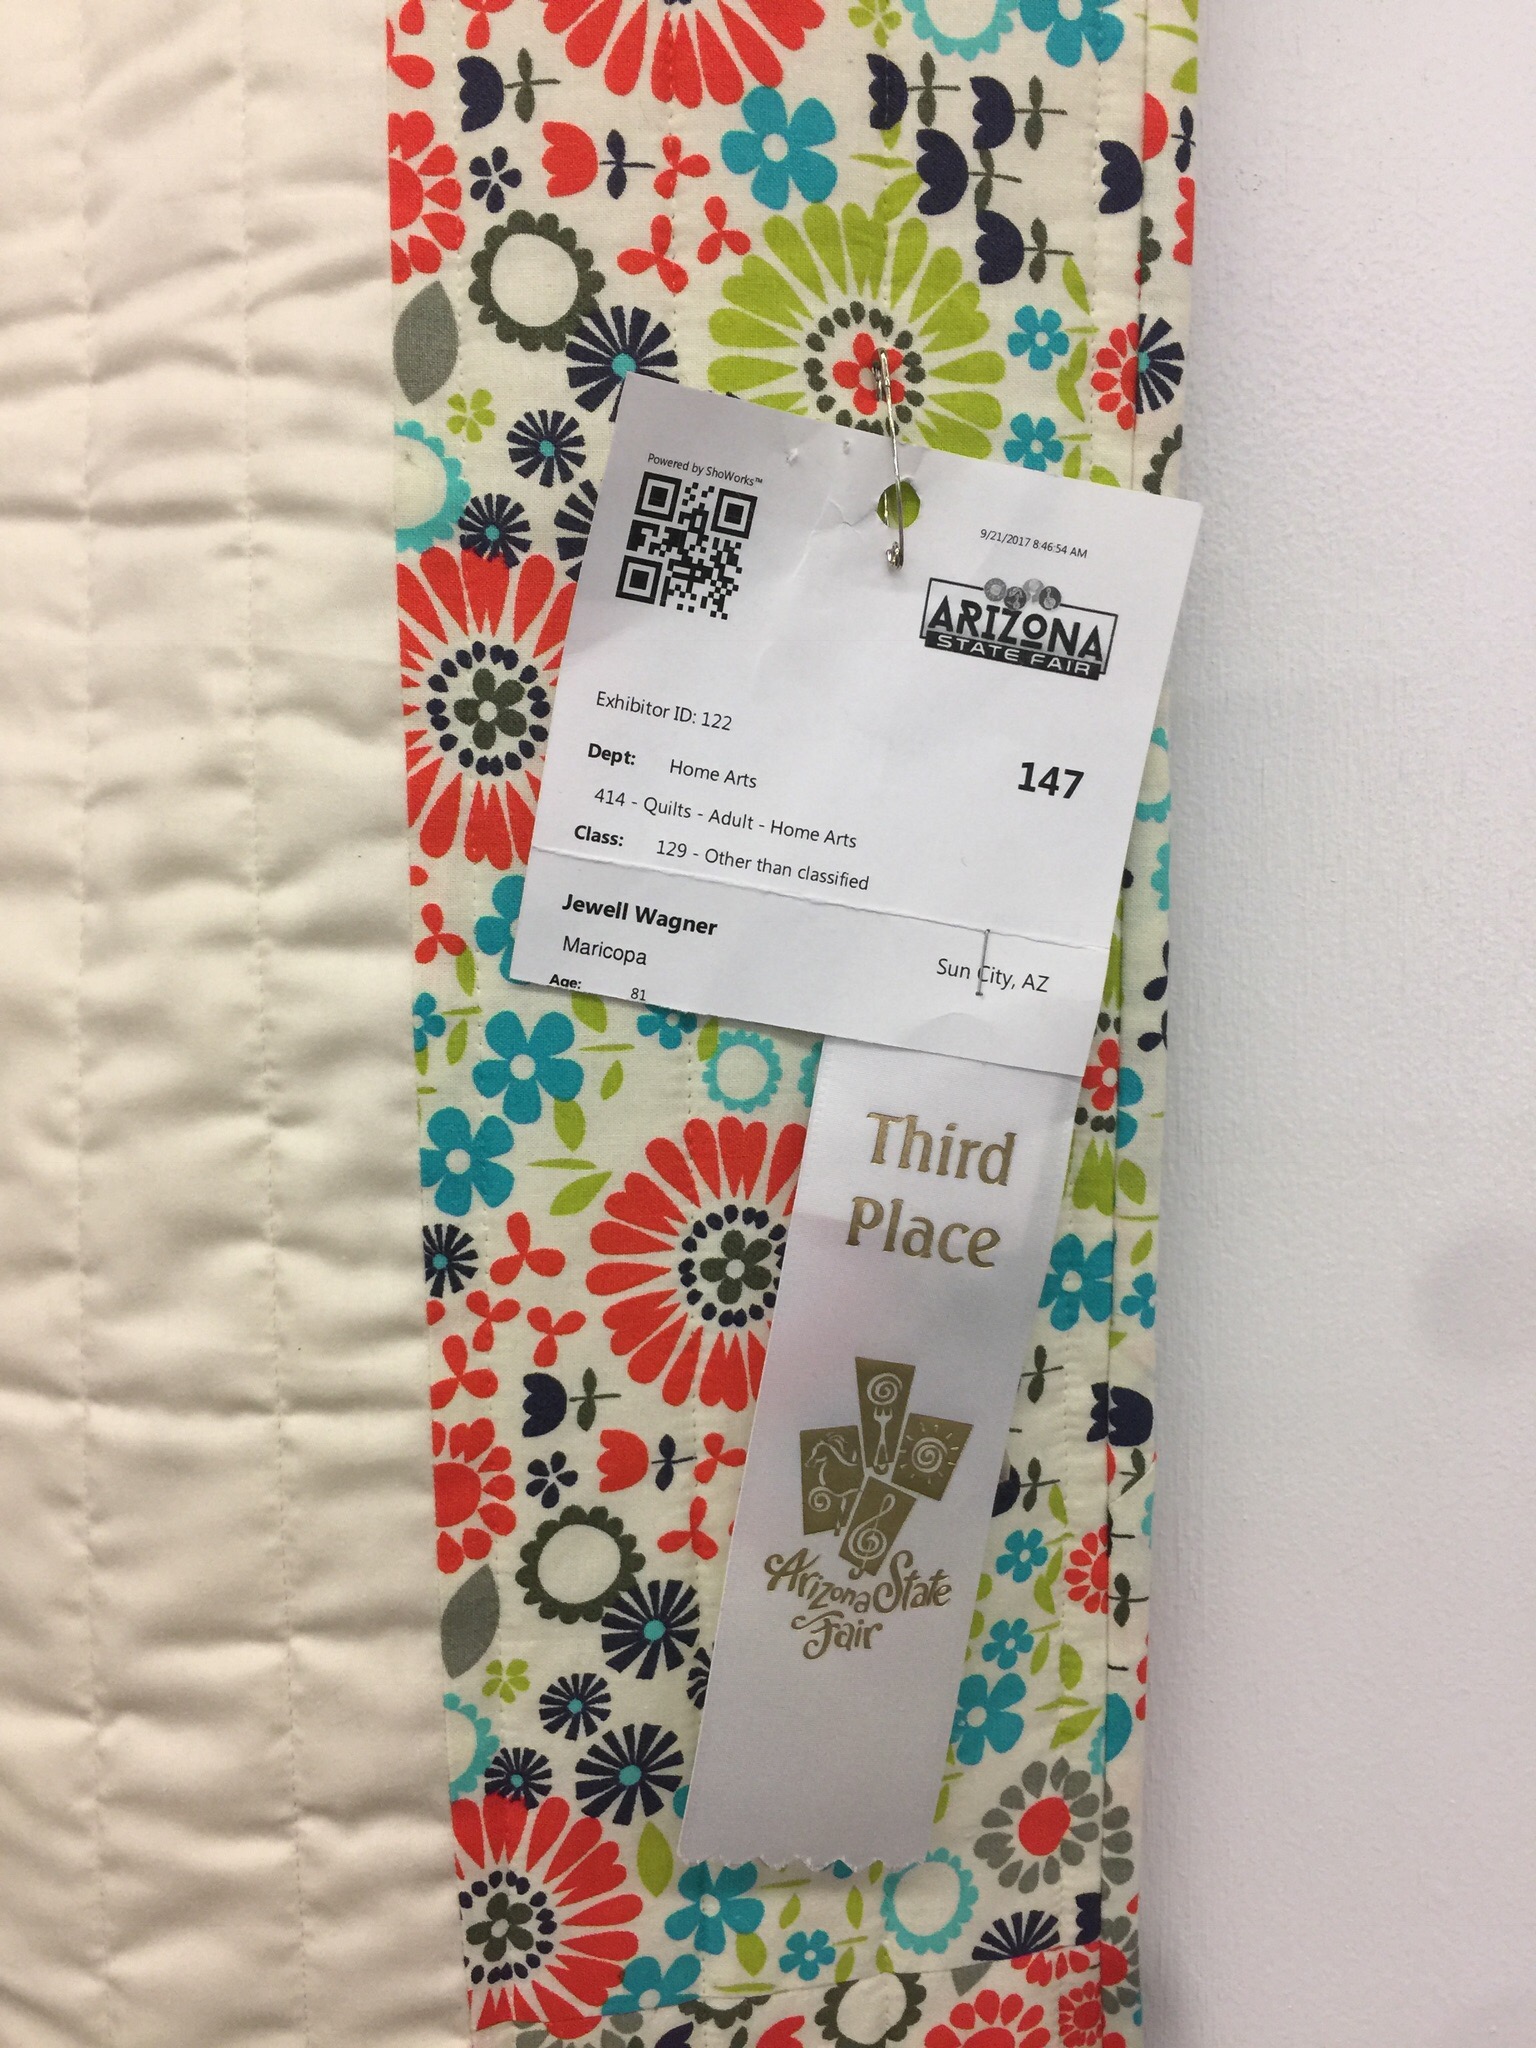 Powered by ShoWorks™
9/21/2017 8:46:54 AM
ARIZONA
STATE FAIR
Exhibitor ID: 122
Dept: Home Arts
147
414 - Quilts - Adult - Home Arts
Class: 129 - Other than classified
Jewell Wagner
Maricopa
Sun City, AZ
Age: 81
Third
Place
Arizona State
Fair